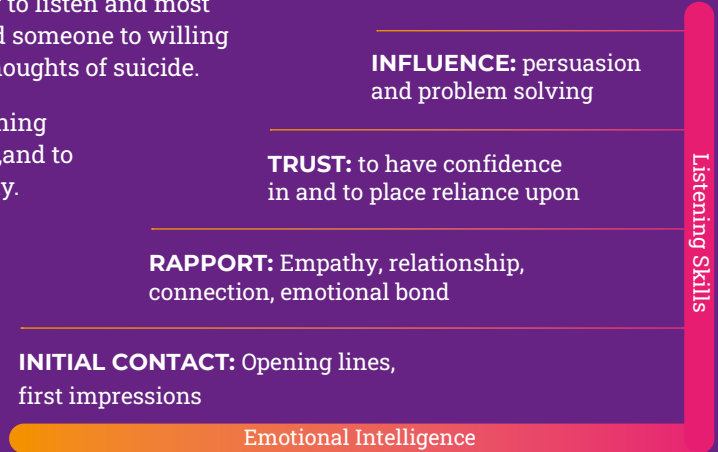 to listen and most
someone to willing
thoughts of suicide.
,and to
INFLUENCE: persuasion
and problem solving
TRUST: to have confidence
in and to place reliance upon
RAPPORT: Empathy, relationship,
connection, emotional bond
INITIAL CONTACT: Opening lines,
first impressions
Emotional Intelligence
Listening Skills